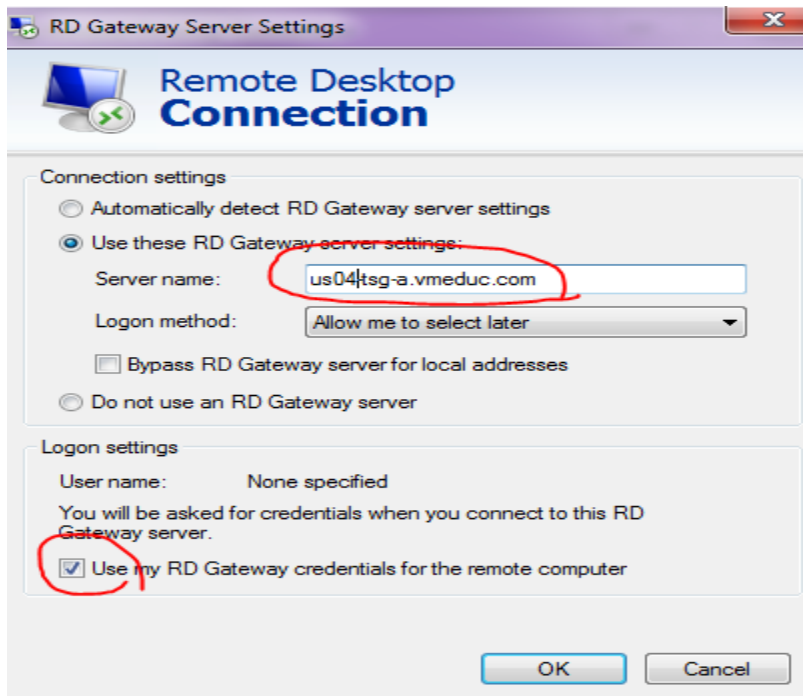 RD Gateway Server Settings
Remote Desktop
Connection
Connection settings
Automatically detect RD Gateway server settings
Use these RD Gateway server settings:
Server name: us04-tsg-a.vmeduc.com
Logon method: Allow me to select later
Bypass RD Gateway server for local addresses
Do not use an RD Gateway server
Logon settings
User name: None specified
You will be asked for credentials when you connect to this RD
Gateway server.
Use my RD Gateway credentials for the remote computer
OK Cancel